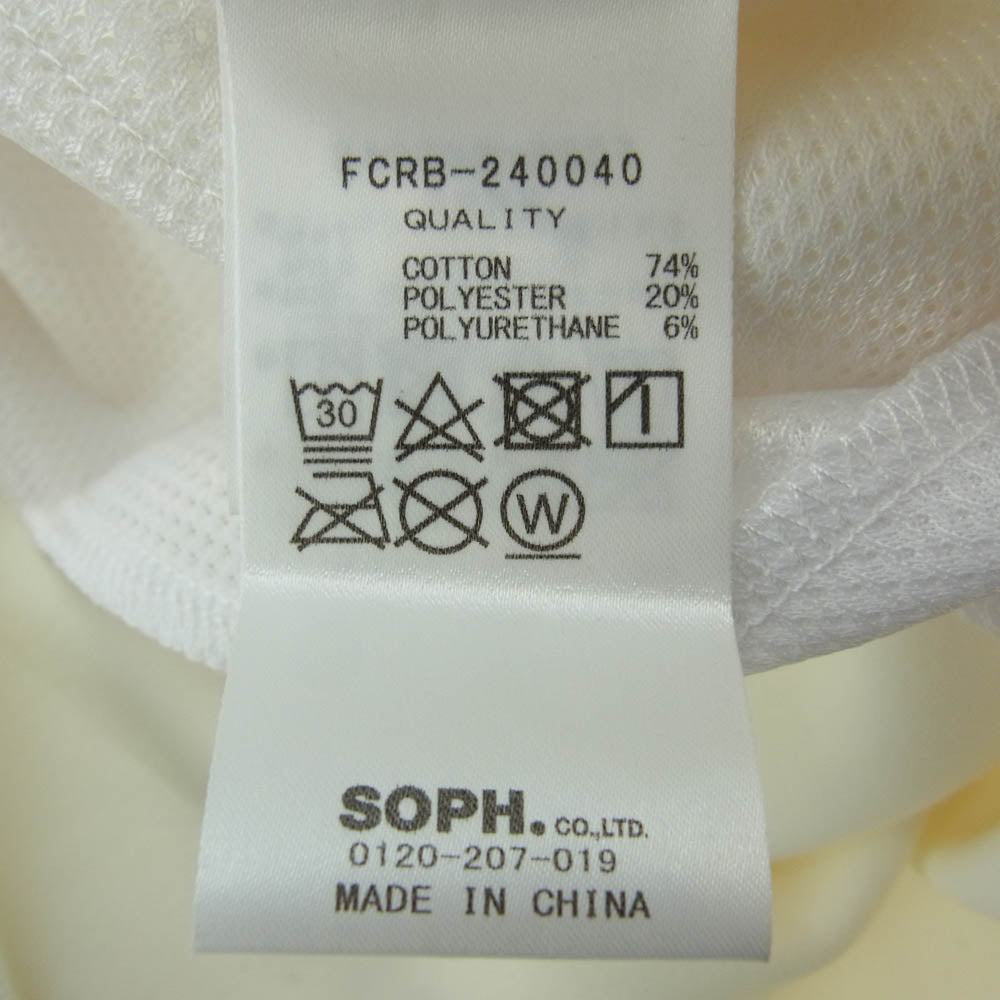 FCRB-240040
QUALITY
COTTON 74%
POLYESTER 20%
POLYURETHANE 6%
30
W
SOPH. CO.,LTD.
0120-207-019
MADE IN CHINA